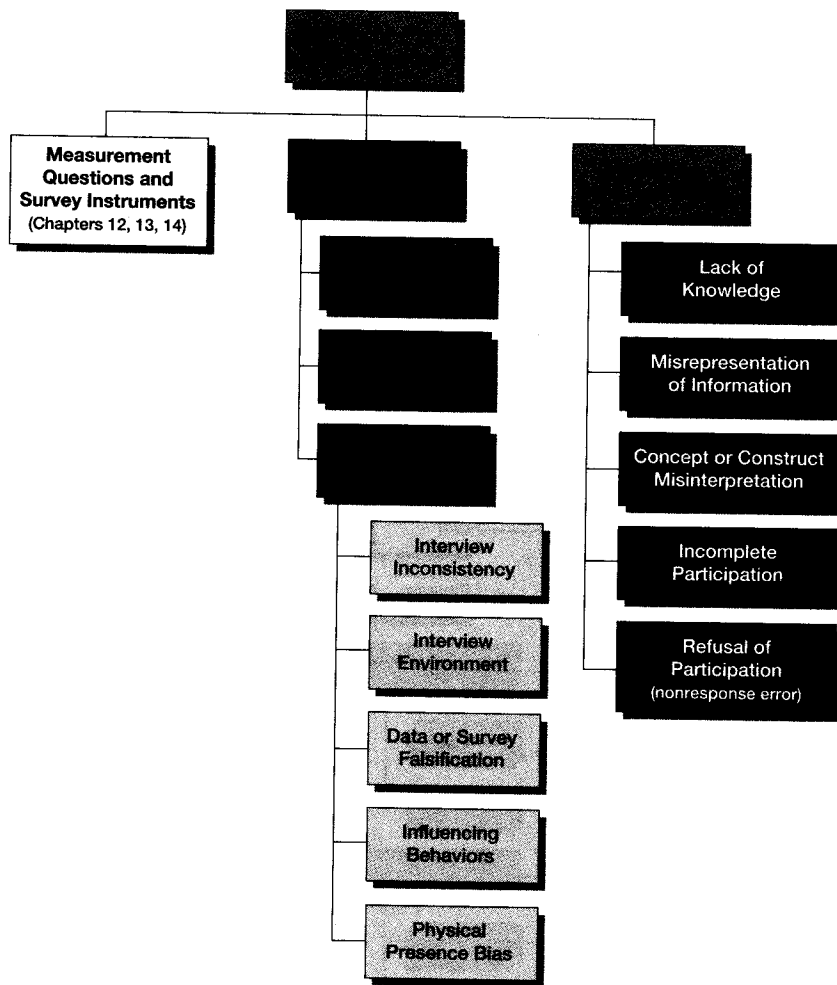 Measurement
Questions and
Survey Instruments
(Chapters 12, 13, 14)
Lack of
Knowledge
Misrepresentation
of Information
Concept or Construct
Misinterpretation
Incomplete
Participation
Refusal of
Participation
(nonresponse error)
Interview
Inconsistency
Interview
Environment
Data or Survey
Falsification
Influencing
Behaviors
Physical
Presence Bias